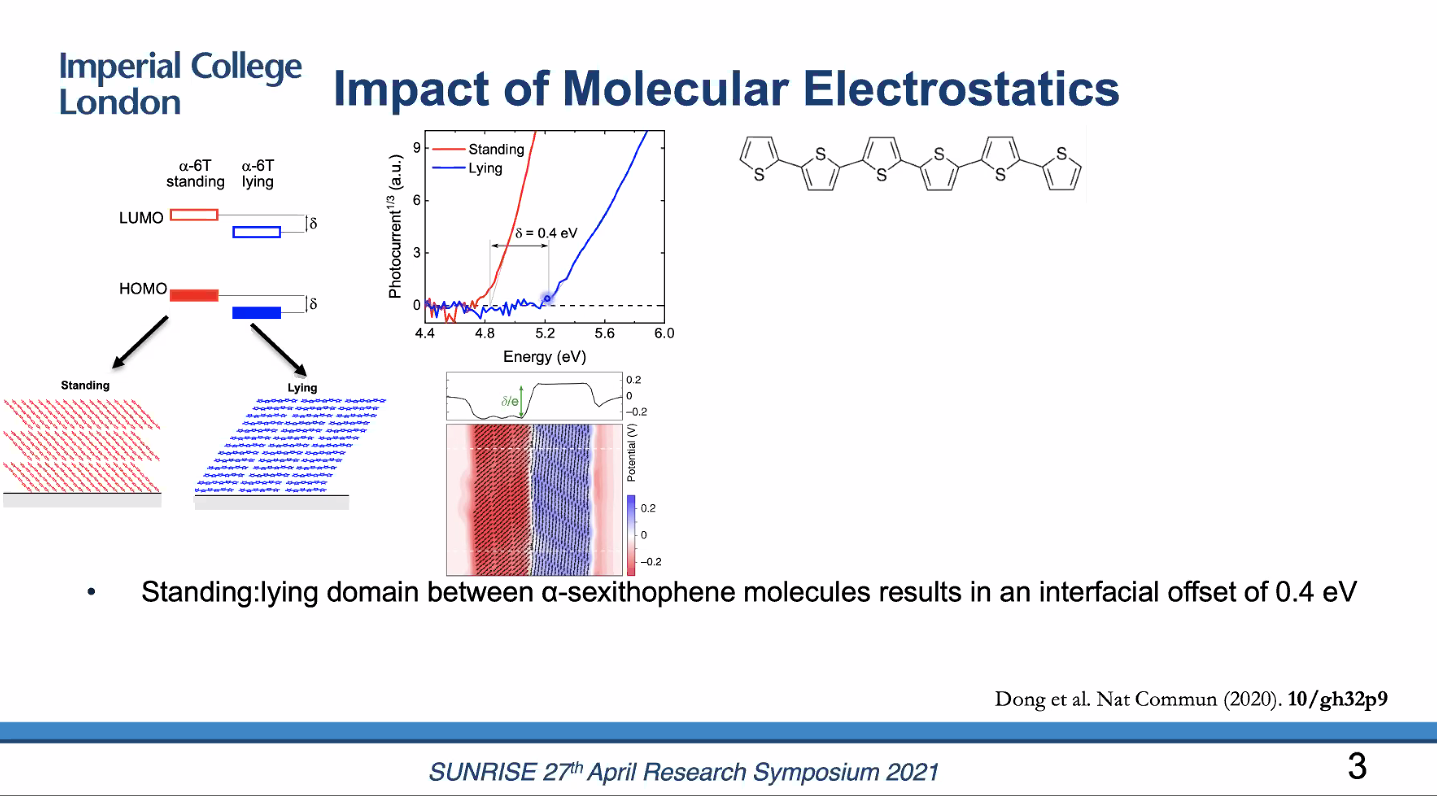 Imperial College
London
Impact of Molecular Electrostatics
α-6T α-6T
standing lying
LUMO
δ
HOMO
δ
Standing
Lying
Photocurrent1/3 (a.u.)
9
6
3
0
Standing
Lying
δ = 0.4 eV
4.4 4.8 5.2 5.6 6.0
Energy (eV)
S S S S S S
δ/e
0.2
0
−0.2
Potential (V)
0.2
0
−0.2
• Standing:lying domain between α-sexithophene molecules results in an interfacial offset of 0.4 eV
Dong et al. Nat Commun (2020). 10/gh32p9
SUNRISE 27th April Research Symposium 2021
3